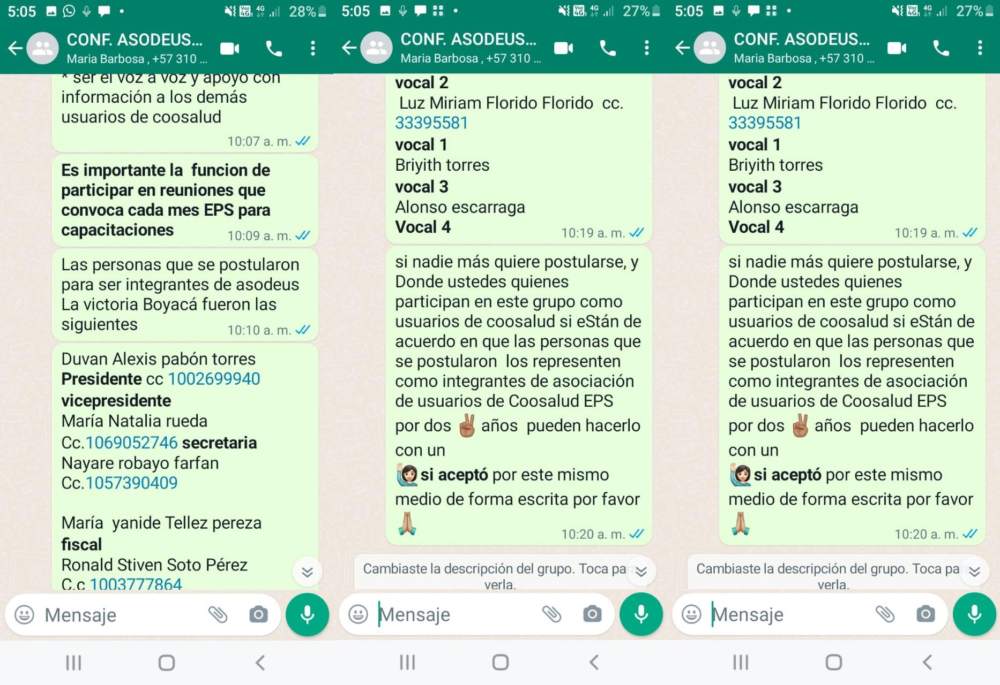 5:05
28%
CONF. ASODEUS...
Maria Barbosa , +57 310 ...
* ser el voz a voz y apoyo con
información a los demás
usuarios de coosalud
10:07 a. m.
Es importante la  funcion de
participar en reuniones que
convoca cada mes EPS para
capacitaciones
10:09 a. m.
Las personas que se postularon
para ser integrantes de asodeus
La victoria Boyacá fueron las
siguientes
10:10 a. m.
Duvan Alexis pabón torres
Presidente cc 1002699940
vicepresidente
María Natalia rueda
Cc.1069052746 secretaria
Nayare robayo farfan
Cc.1057390409
María  yanide Tellez pereza
fiscal
Ronald Stiven Soto Pérez
C.c 1003777864
Mensaje
5:05
27%
CONF. ASODEUS...
Maria Barbosa , +57 310 ...
vocal 2
Luz Miriam Florido Florido  cc.
33395581
vocal 1
Briyith torres
vocal 3
Alonso escarraga
Vocal 4
10:19 a. m.
si nadie más quiere postularse, y
Donde ustedes quienes
participan en este grupo como
usuarios de coosalud si eStán de
acuerdo en que las personas que
se postularon  los representen
como integrantes de asociación
de usuarios de Coosalud EPS
por dos ✌🏾 años  pueden hacerlo
con un
🙋🏻‍♀️ si aceptó por este mismo
medio de forma escrita por favor
🙏🏽
10:20 a. m.
Cambiaste la descripción del grupo. Toca para
verla.
Mensaje
5:05
27%
CONF. ASODEUS...
Maria Barbosa , +57 310 ...
vocal 2
Luz Miriam Florido Florido  cc.
33395581
vocal 1
Briyith torres
vocal 3
Alonso escarraga
Vocal 4
10:19 a. m.
si nadie más quiere postularse, y
Donde ustedes quienes
participan en este grupo como
usuarios de coosalud si eStán de
acuerdo en que las personas que
se postularon  los representen
como integrantes de asociación
de usuarios de Coosalud EPS
por dos ✌🏾 años  pueden hacerlo
con un
🙋🏻‍♀️ si aceptó por este mismo
medio de forma escrita por favor
🙏🏽
10:20 a. m.
Cambiaste la descripción del grupo. Toca para
verla.
Mensaje